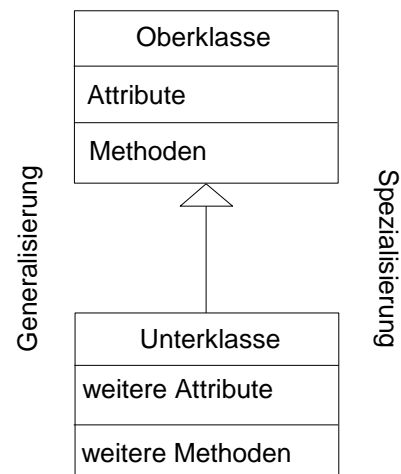 Oberklasse
Attribute
Methoden
Generalisierung
Spezialisierung
Unterklasse
weitere Attribute
weitere Methoden